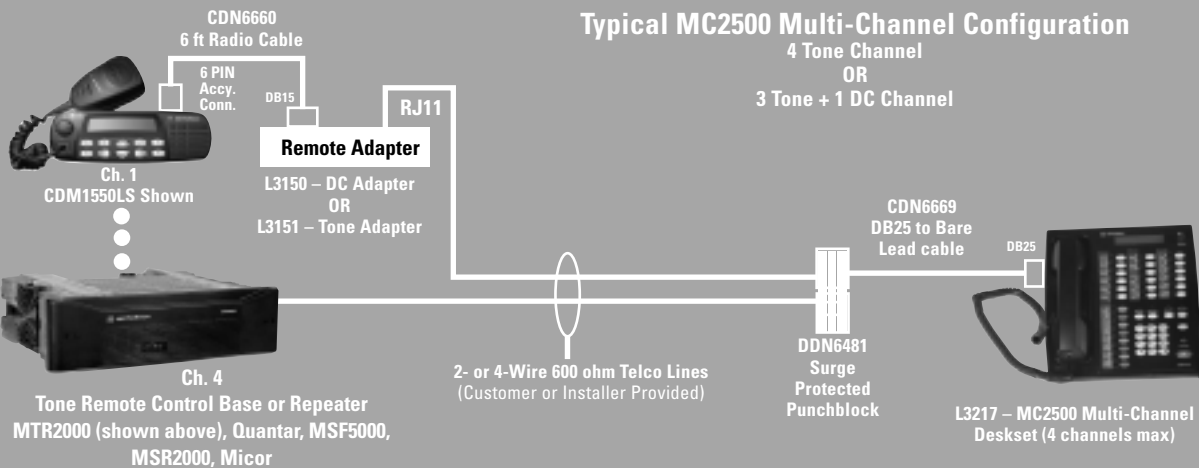 Typical MC2500 Multi-Channel Configuration
4 Tone Channel
OR
3 Tone + 1 DC Channel
CDN6660
6 ft Radio Cable
6 PIN
Accy.
Conn.
DB15
RJ11
Remote Adapter
L3150 – DC Adapter
OR
L3151 – Tone Adapter
Ch. 1
CDM1550LS Shown
CDN6669
DB25 to Bare
Lead cable
DB25
2- or 4-Wire 600 ohm Telco Lines
(Customer or Installer Provided)
DDN6481
Surge
Protected
Punchblock
Ch. 4
Tone Remote Control Base or Repeater
MTR2000 (shown above), Quantar, MSF5000,
MSR2000, Micor
L3217 – MC2500 Multi-Channel
Deskset (4 channels max)